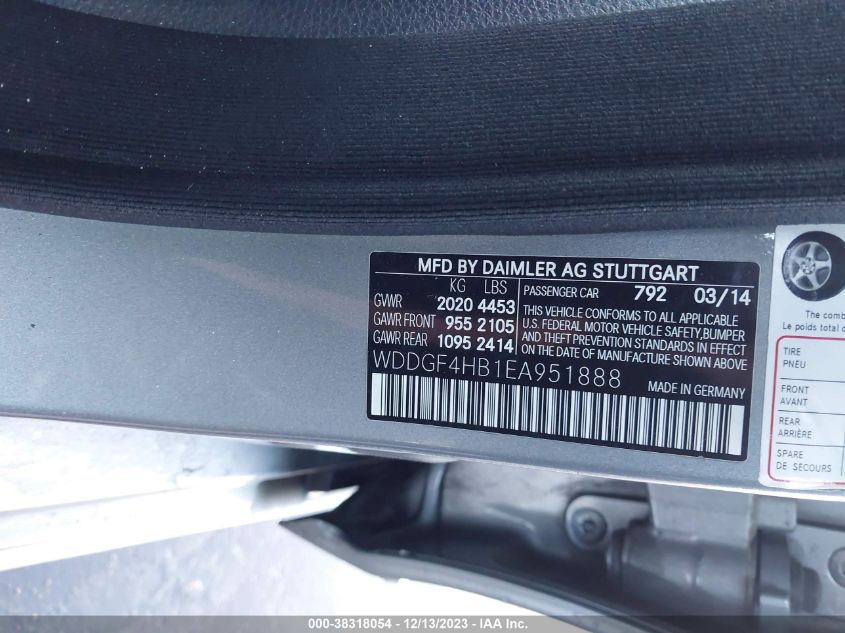 MFD BY DAIMLER AG STUTTGART
KG LBS
GVWR 2020 4453
GAWR FRONT 955 2105
GAWR REAR 1095 2414
PASSENGER CAR 792 03/14
THIS VEHICLE CONFORMS TO ALL APPLICABLE
U.S. FEDERAL MOTOR VEHICLE SAFETY,BUMPER
AND THEFT PREVENTION STANDARDS IN EFFECT
ON THE DATE OF MANUFACTURE SHOWN ABOVE
WDDGF4HB1EA951888
MADE IN GERMANY
The comb
Le poids total c
TIRE
PNEU
FRONT
AVANT
REAR
ARRIÈRE
SPARE
DE SECOURS
000-38318054 - 12/13/2023 - © IAA, Inc.